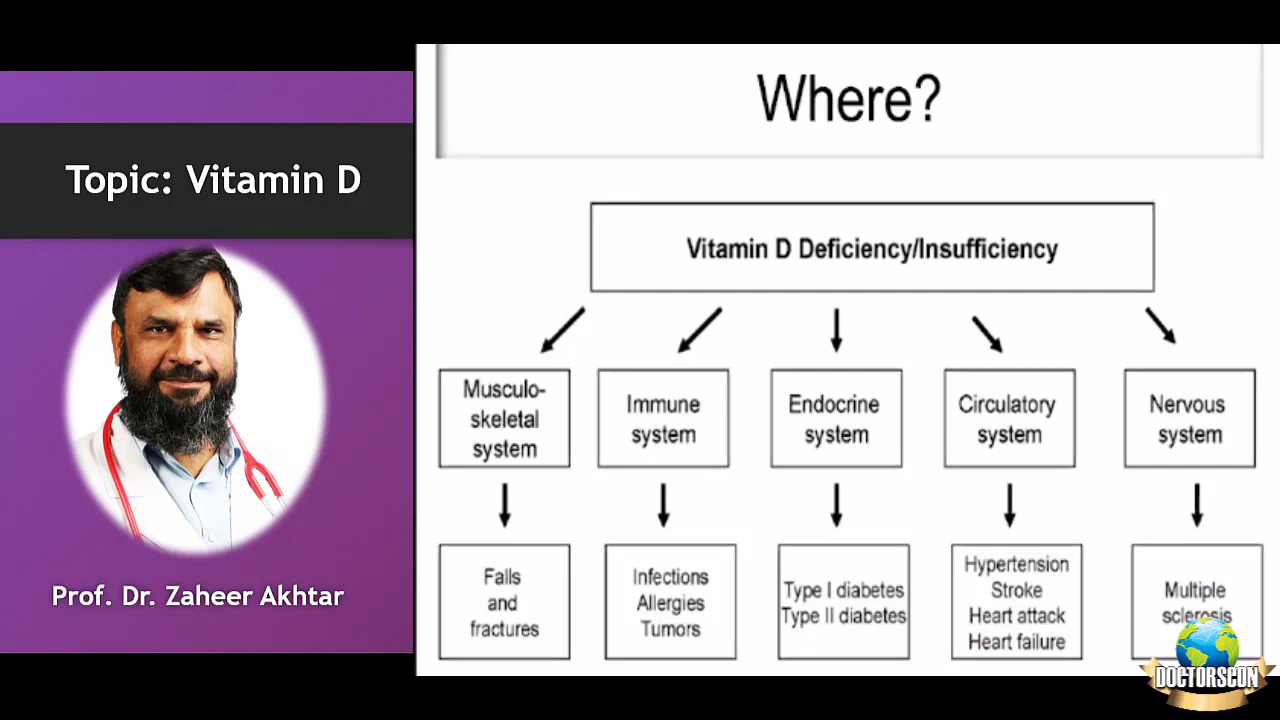 Where?
Topic: Vitamin D
Vitamin D Deficiency/Insufficiency
Musculo-
skeletal
system
Immune
system
Endocrine
system
Circulatory
system
Nervous
system
Falls
and
fractures
Infections
Allergies
Tumors
Type I diabetes
Type II diabetes
Hypertension
Stroke
Heart attack
Heart failure
Multiple
sclerosis
Prof. Dr. Zaheer Akhtar
DOCTORSCON